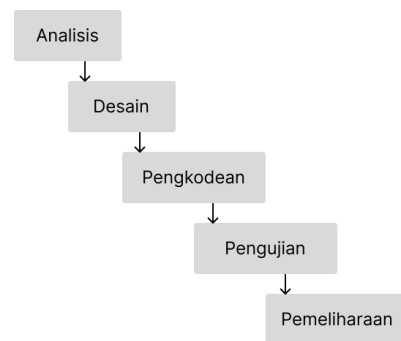 Analisis
Desain
Pengkodean
Pengujian
Pemeliharaan